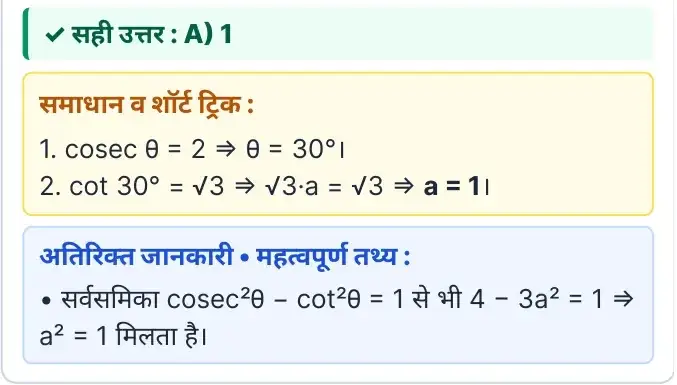 ✓ सही उत्तर : A) 1
समाधान व शॉर्ट ट्रिक :
1. cosec θ = 2 ⇒ θ = 30°।
2. cot 30° = √3 ⇒ √3·a = √3 ⇒ a = 1।
अतिरिक्त जानकारी • महत्वपूर्ण तथ्य :
• सर्वसमिका cosec²θ − cot²θ = 1 से भी 4 − 3a² = 1 ⇒
a² = 1 मिलता है।